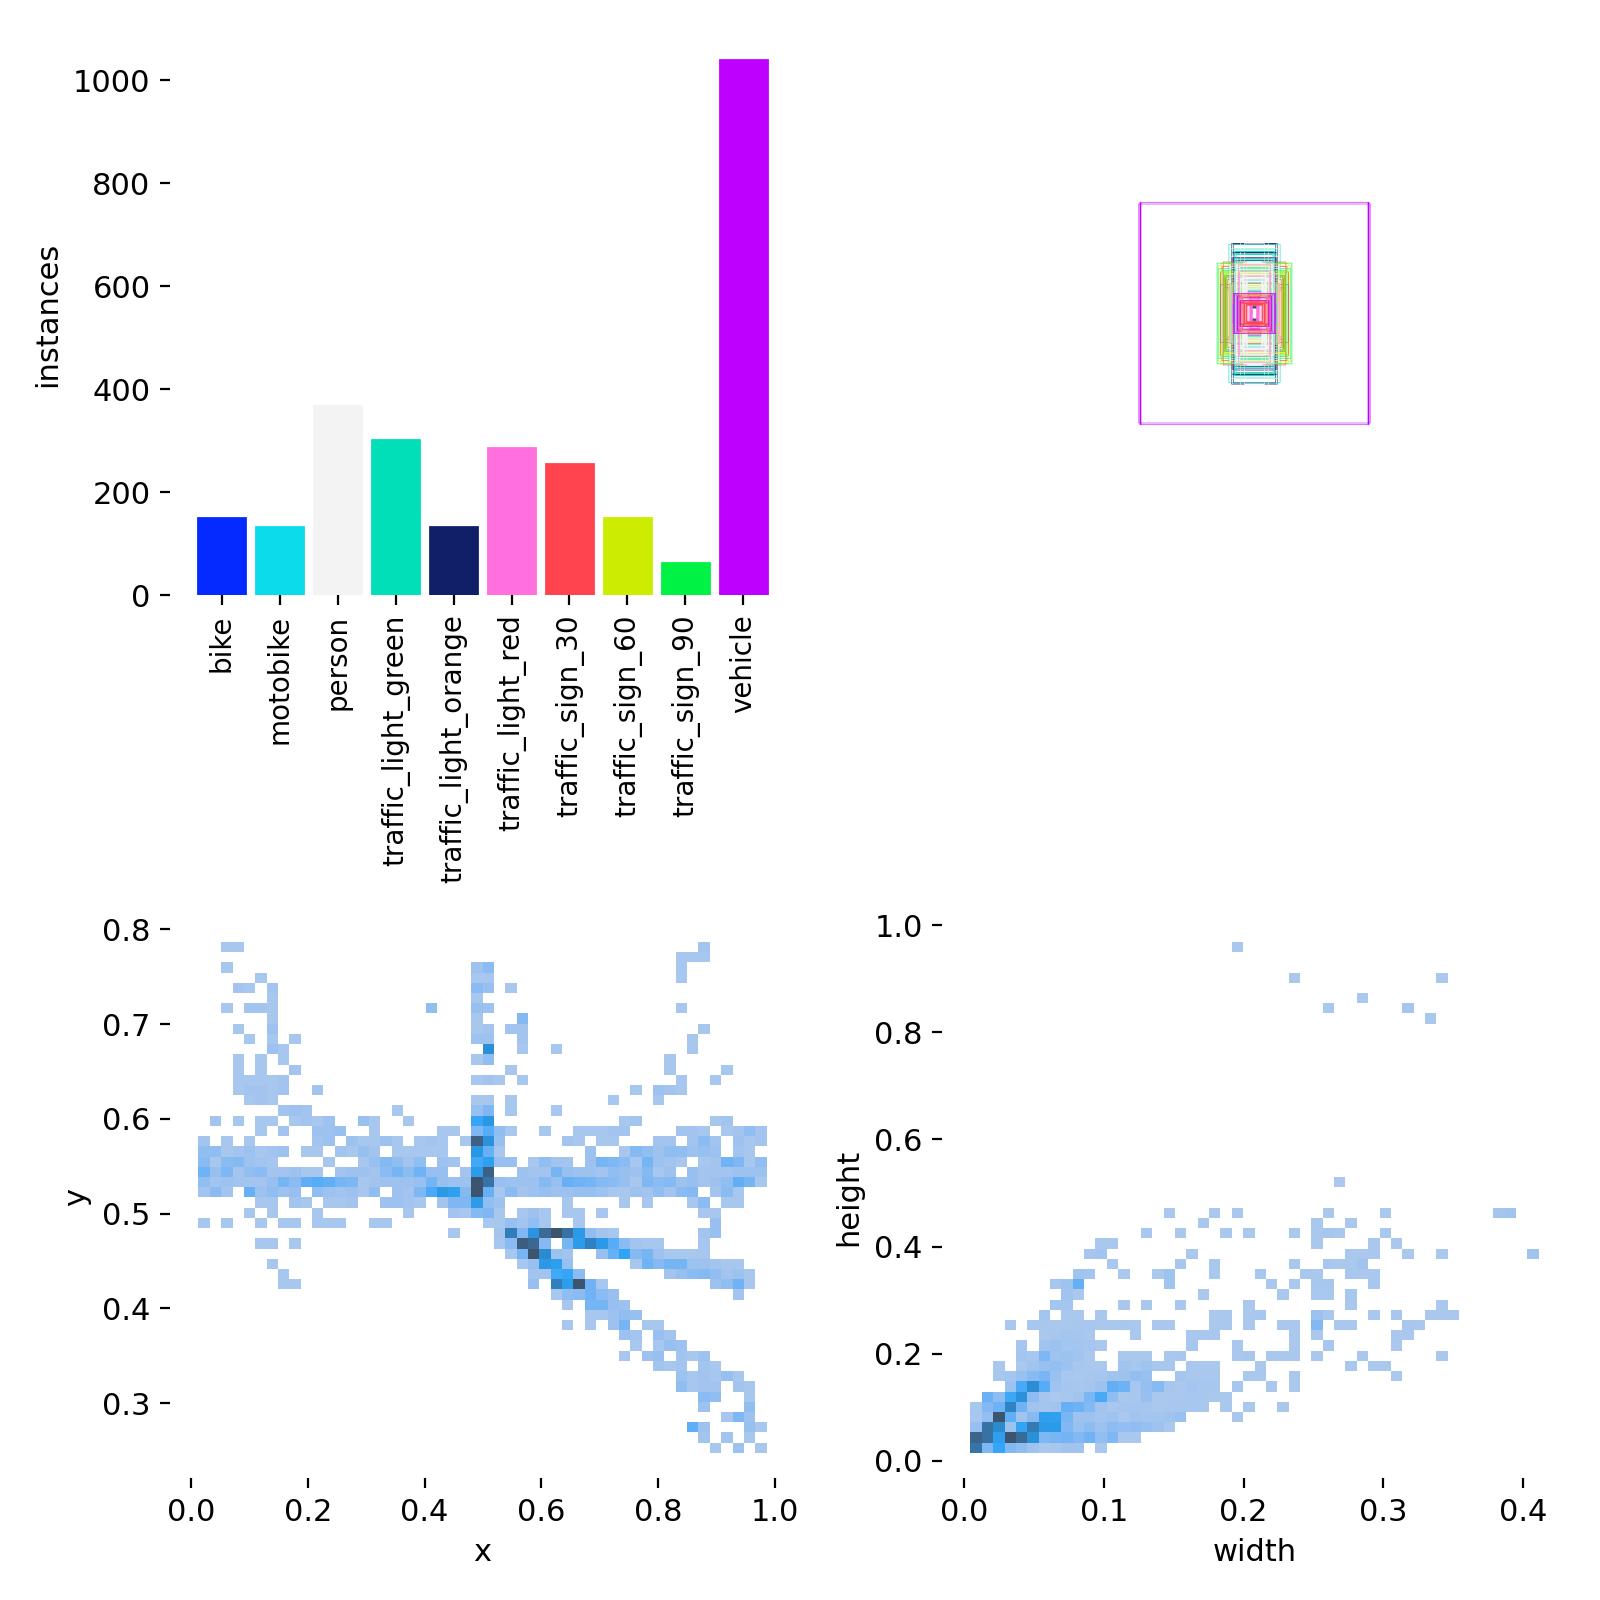 1000
800
600
400
200
0
instances
bike
motobike
person
traffic_light_green
traffic_light_orange
traffic_light_red
traffic_sign_30
traffic_sign_60
traffic_sign_90
vehicle
0.8
0.7
0.6
0.5
0.4
0.3
y
0.0 0.2 0.4 0.6 0.8 1.0
x
1.0
0.8
0.6
0.4
0.2
0.0
height
0.0 0.1 0.2 0.3 0.4
width